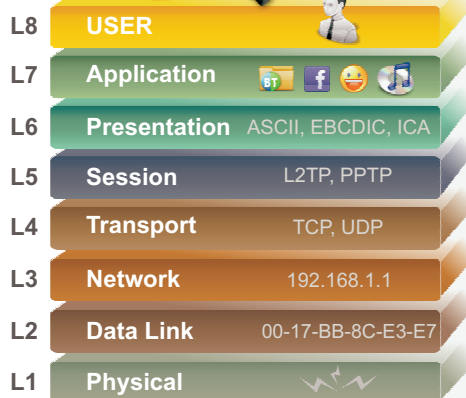 L8 USER
L7 Application BT f
L6 Presentation ASCII, EBCDIC, ICA
L5 Session L2TP, PPTP
L4 Transport TCP, UDP
L3 Network 192.168.1.1
L2 Data Link 00-17-BB-8C-E3-E7
L1 Physical